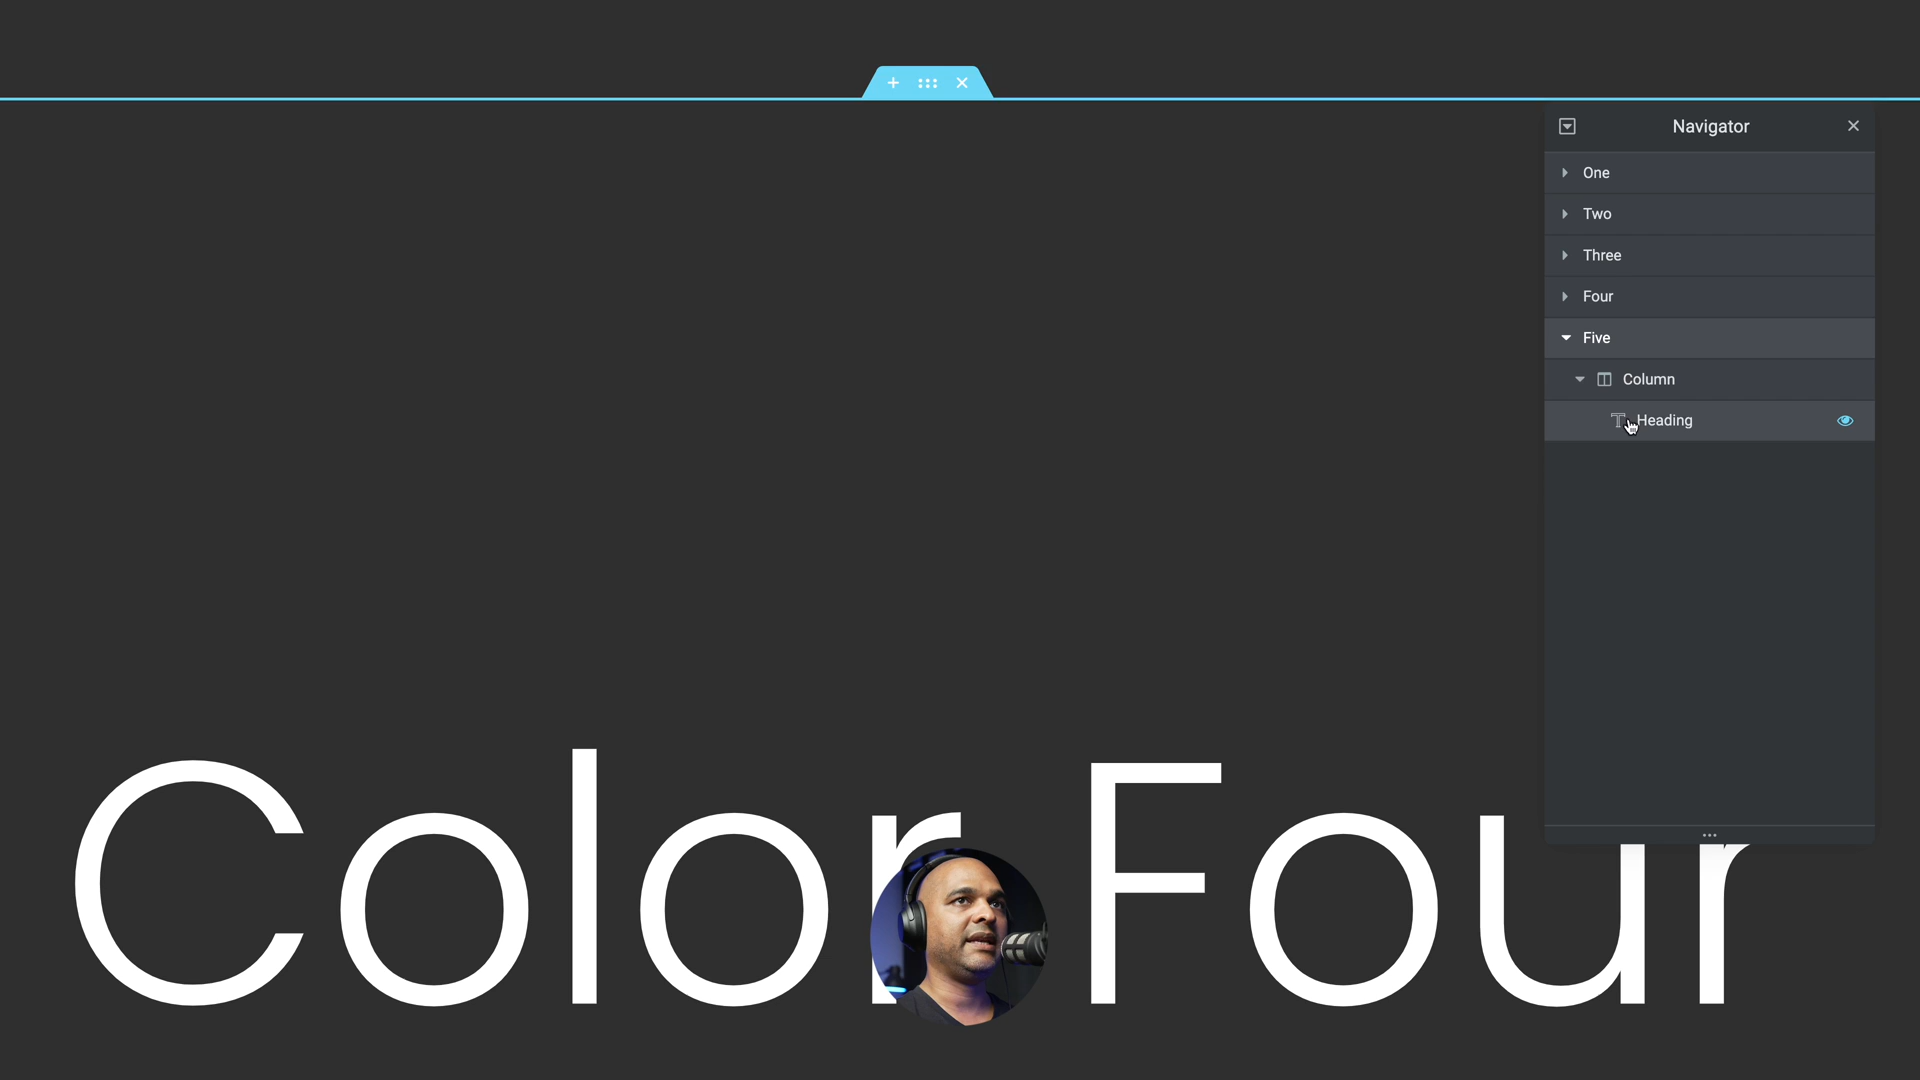 Navigator
One
Two
Three
Four
Five
Column
Heading
Color Four